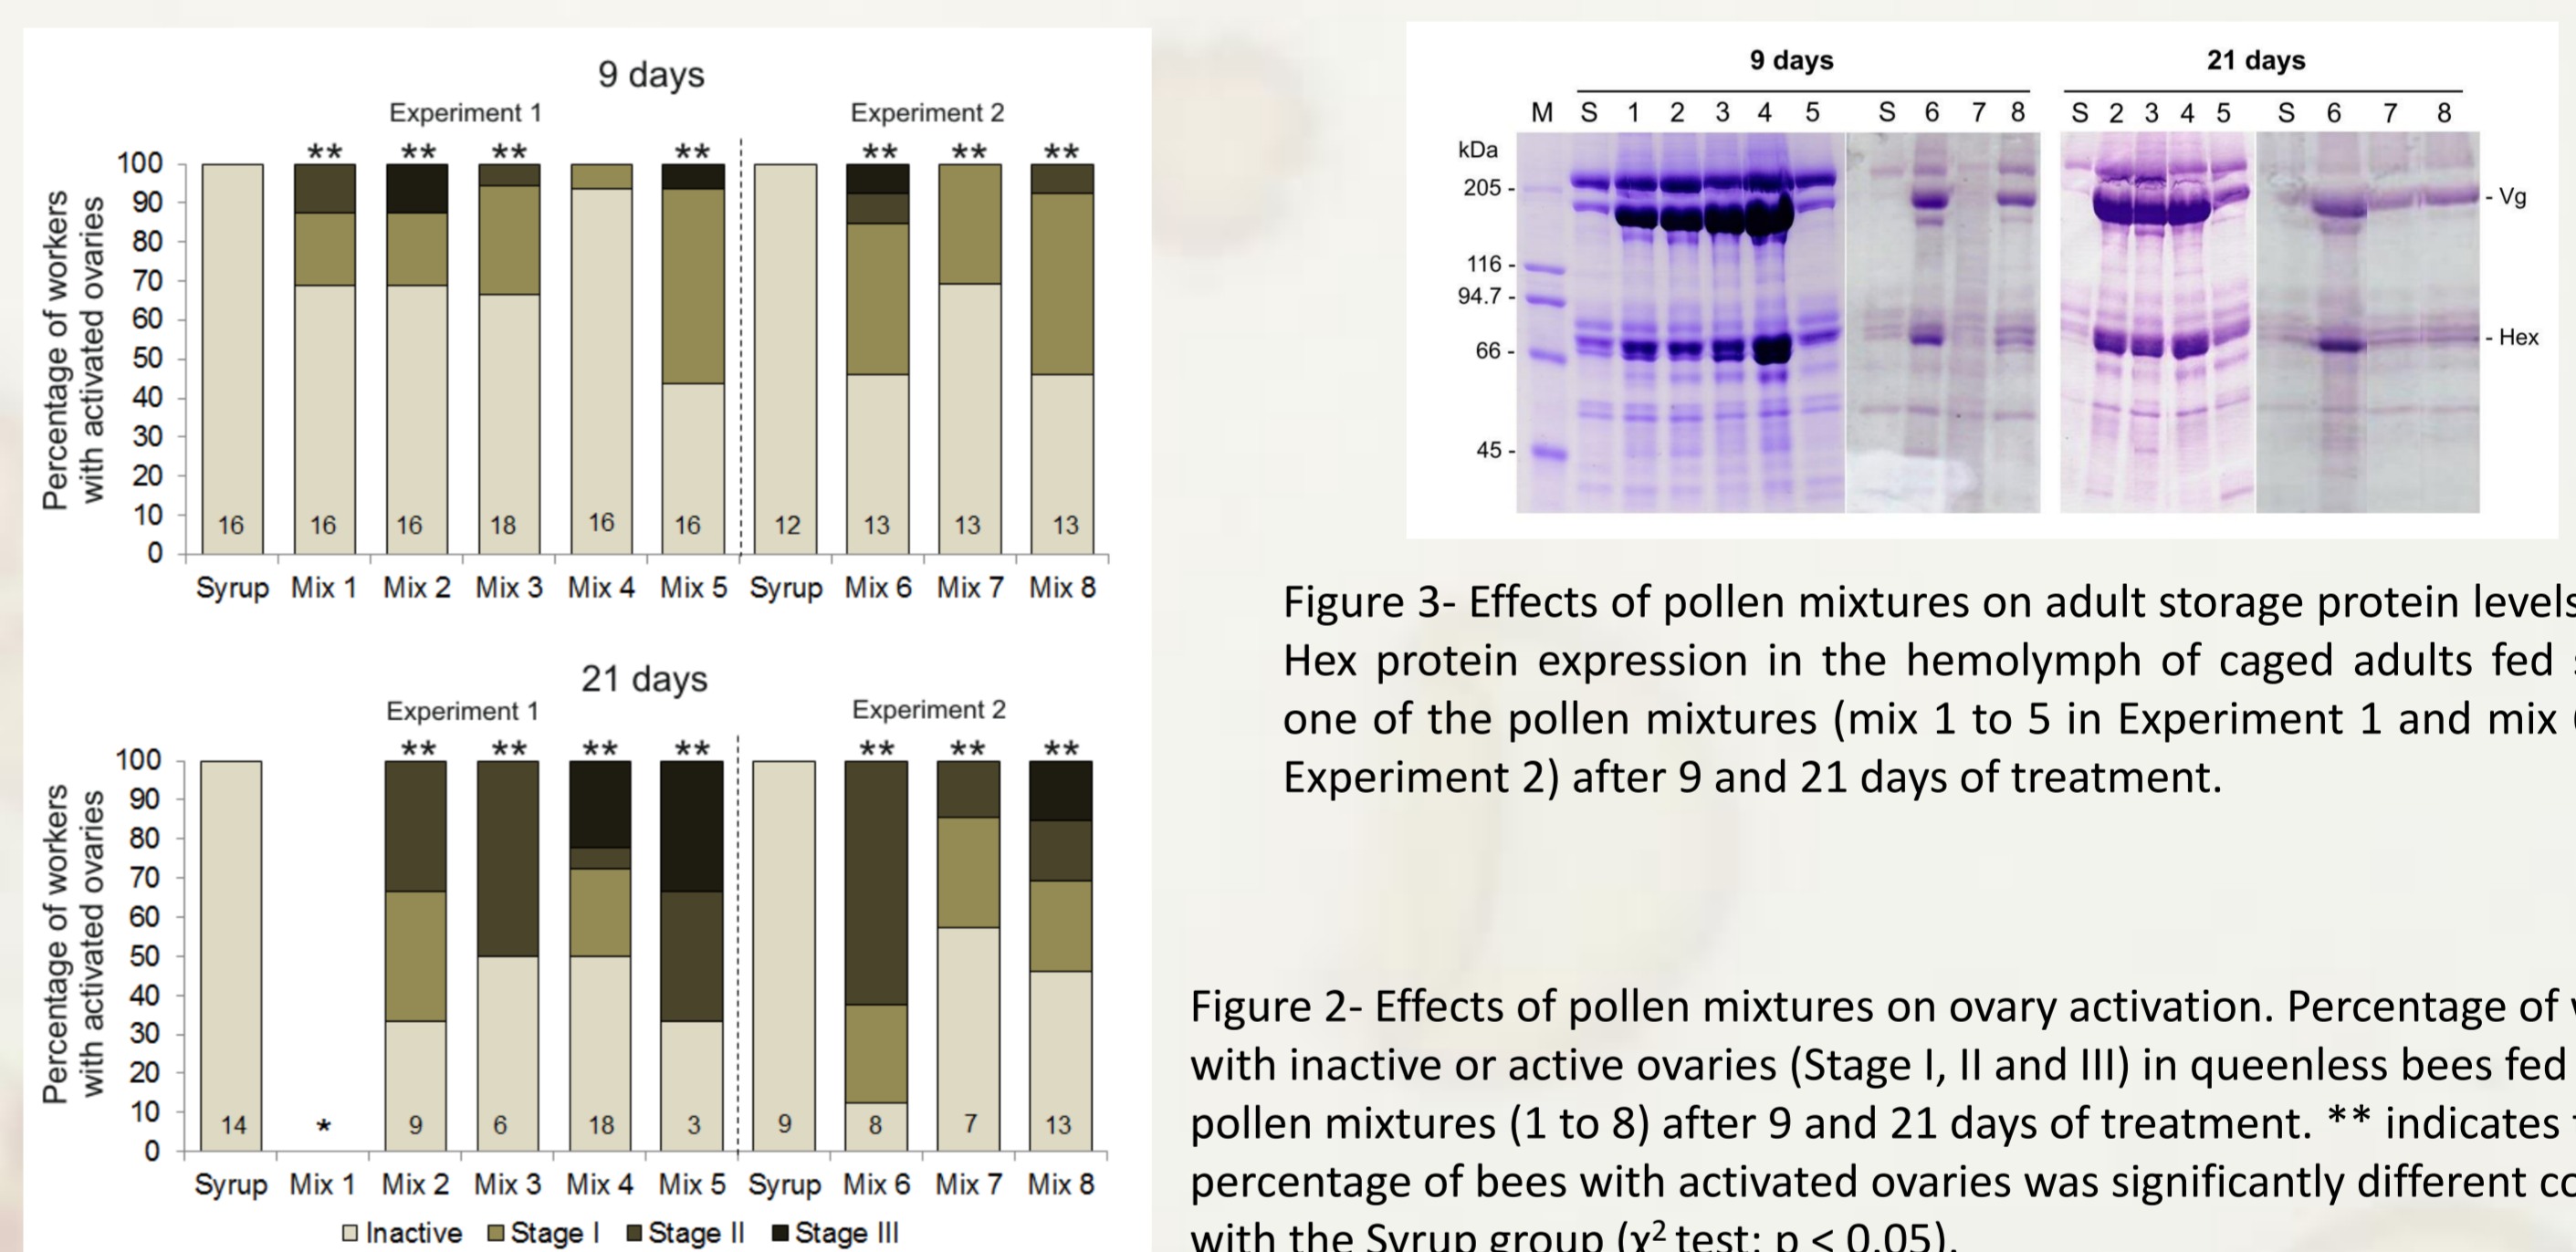 9 days
Experiment 1 Experiment 2
** ** ** ** ** ** **
Percentage of workers
with activated ovaries
100
90
80
70
60
50
40
30
20
10
0
16 16 16 18 16 16 12 13 13 13
Syrup Mix 1 Mix 2 Mix 3 Mix 4 Mix 5 Syrup Mix 6 Mix 7 Mix 8
21 days
Experiment 1 Experiment 2
** ** ** ** ** ** **
Percentage of workers
with activated ovaries
100
90
80
70
60
50
40
30
20
10
0
14 * 9 6 18 3 9 8 7 13
Syrup Mix 1 Mix 2 Mix 3 Mix 4 Mix 5 Syrup Mix 6 Mix 7 Mix 8
Inactive Stage I Stage II Stage III
9 days 21 days
M S 1 2 3 4 5 S 6 7 8 S 2 3 4 5 S 6 7 8
kDa
205 -
116 -
94.7 -
66 -
45 -
- Vg
- Hex
Figure 3- Effects of pollen mixtures on adult storage protein levels
Hex protein expression in the hemolymph of caged adults fed
one of the pollen mixtures (mix 1 to 5 in Experiment 1 and mix
Experiment 2) after 9 and 21 days of treatment.
Figure 2- Effects of pollen mixtures on ovary activation. Percentage of
with inactive or active ovaries (Stage I, II and III) in queenless bees fed
pollen mixtures (1 to 8) after 9 and 21 days of treatment. ** indicates
percentage of bees with activated ovaries was significantly different
with the Syrup group (χ² test; p < 0.05).